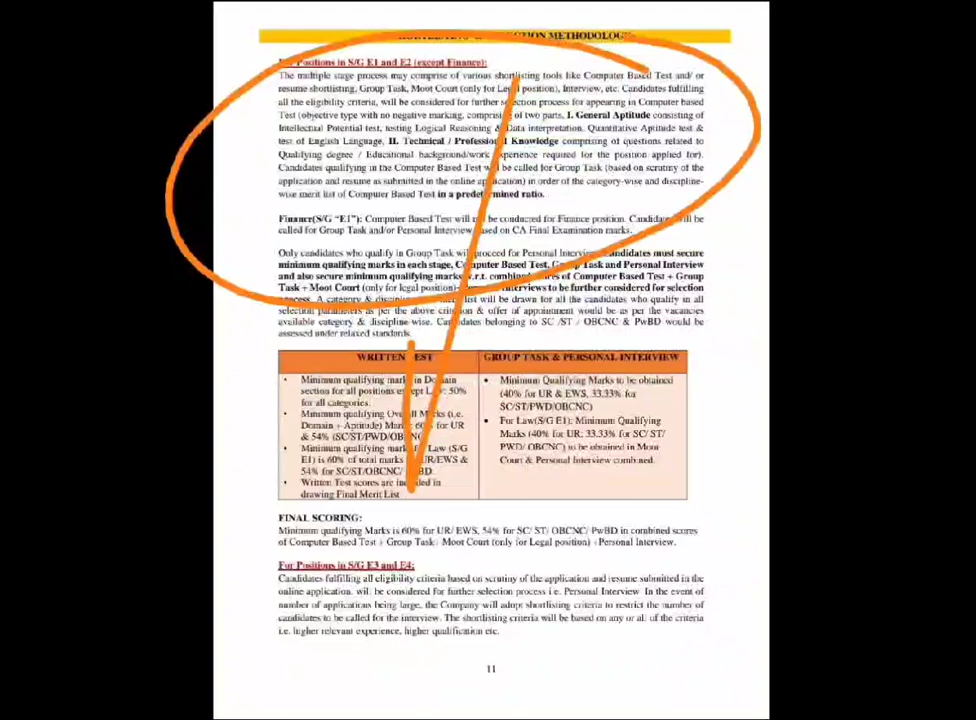 SELECTION METHODOLOGY
For Positions in S/G E1 and E2 (except Finance):
The multiple stage process may comprise of various shortlisting tools like Computer Based Test and/ or
resume shortlisting, Group Task, Moot Court (only for Legal position), Interview, etc. Candidates fulfilling
all the eligibility criteria, will be considered for further selection process for appearing in Computer based
Test (objective type with no negative marking, comprising of two parts, I. General Aptitude consisting of
Intellectual Potential test, testing Logical Reasoning & Data interpretation, Quantitative Aptitude test &
test of English Language, II. Technical / Professional Knowledge comprising of questions related to
Qualifying degree / Educational background/work experience required for the position applied for).
Candidates qualifying in the Computer Based Test will be called for Group Task (based on scrutiny of the
application and resume as submitted in the online application) in order of the category-wise and discipline-
wise merit list of Computer Based Test in a predetermined ratio.
Finance(S/G "E1"): Computer Based Test will not be conducted for Finance position. Candidates will be
called for Group Task and/or Personal Interview based on CA Final Examination marks.
Only candidates who qualify in Group Task will proceed for Personal Interview. Candidates must secure
minimum qualifying marks in each stage, Computer Based Test, Group Task and Personal Interview
and also secure minimum qualifying marks w.r.t. combined scores of Computer Based Test + Group
Task + Moot Court (only for legal position)+ Interviews to be further considered for selection
process. A category & discipline list will be drawn for all the candidates who qualify in all
selection parameters as per the above criterion & offer of appointment would be as per the vacancies
available category & discipline-wise. Candidates belonging to SC /ST / OBCNC & PwBD would be
assessed under relaxed standards.
WRITTEN TEST
• Minimum qualifying marks in Domain
section for all positions except Law: 50%
for all categories.
• Minimum qualifying Overall Marks (i.e.
Domain + Aptitude) Marks: 60% for UR
& 54% (SC/ST/PWD/OBCNC)
• Minimum qualifying marks for Law (S/G
E1) is 60% of total marks UR/EWS &
54% for SC/ST/OBCNC/ PwBD.
• Written Test scores are included in
drawing Final Merit List
GROUP TASK & PERSONAL INTERVIEW
• Minimum Qualifying Marks to be obtained
(40% for UR & EWS, 33.33% for
SC/ST/PWD/OBCNC)
• For Law(S/G E1): Minimum Qualifying
Marks (40% for UR; 33.33% for SC/ ST/
PWD/ OBCNC) to be obtained in Moot
Court & Personal Interview combined.
FINAL SCORING:
Minimum qualifying Marks is 60% for UR/ EWS, 54% for SC/ ST/ OBCNC/ PwBD in combined scores
of Computer Based Test + Group Task+ Moot Court (only for Legal position) +Personal Interview.
For Positions in S/G E3 and E4:
Candidates fulfilling all eligibility criteria based on scrutiny of the application and resume submitted in the
online application, will be considered for further selection process i.e. Personal Interview In the event of
number of applications being large, the Company will adopt shortlisting criteria to restrict the number of
candidates to be called for the interview. The shortlisting criteria will be based on any or all of the criteria
i.e. higher relevant experience, higher qualification etc.
11